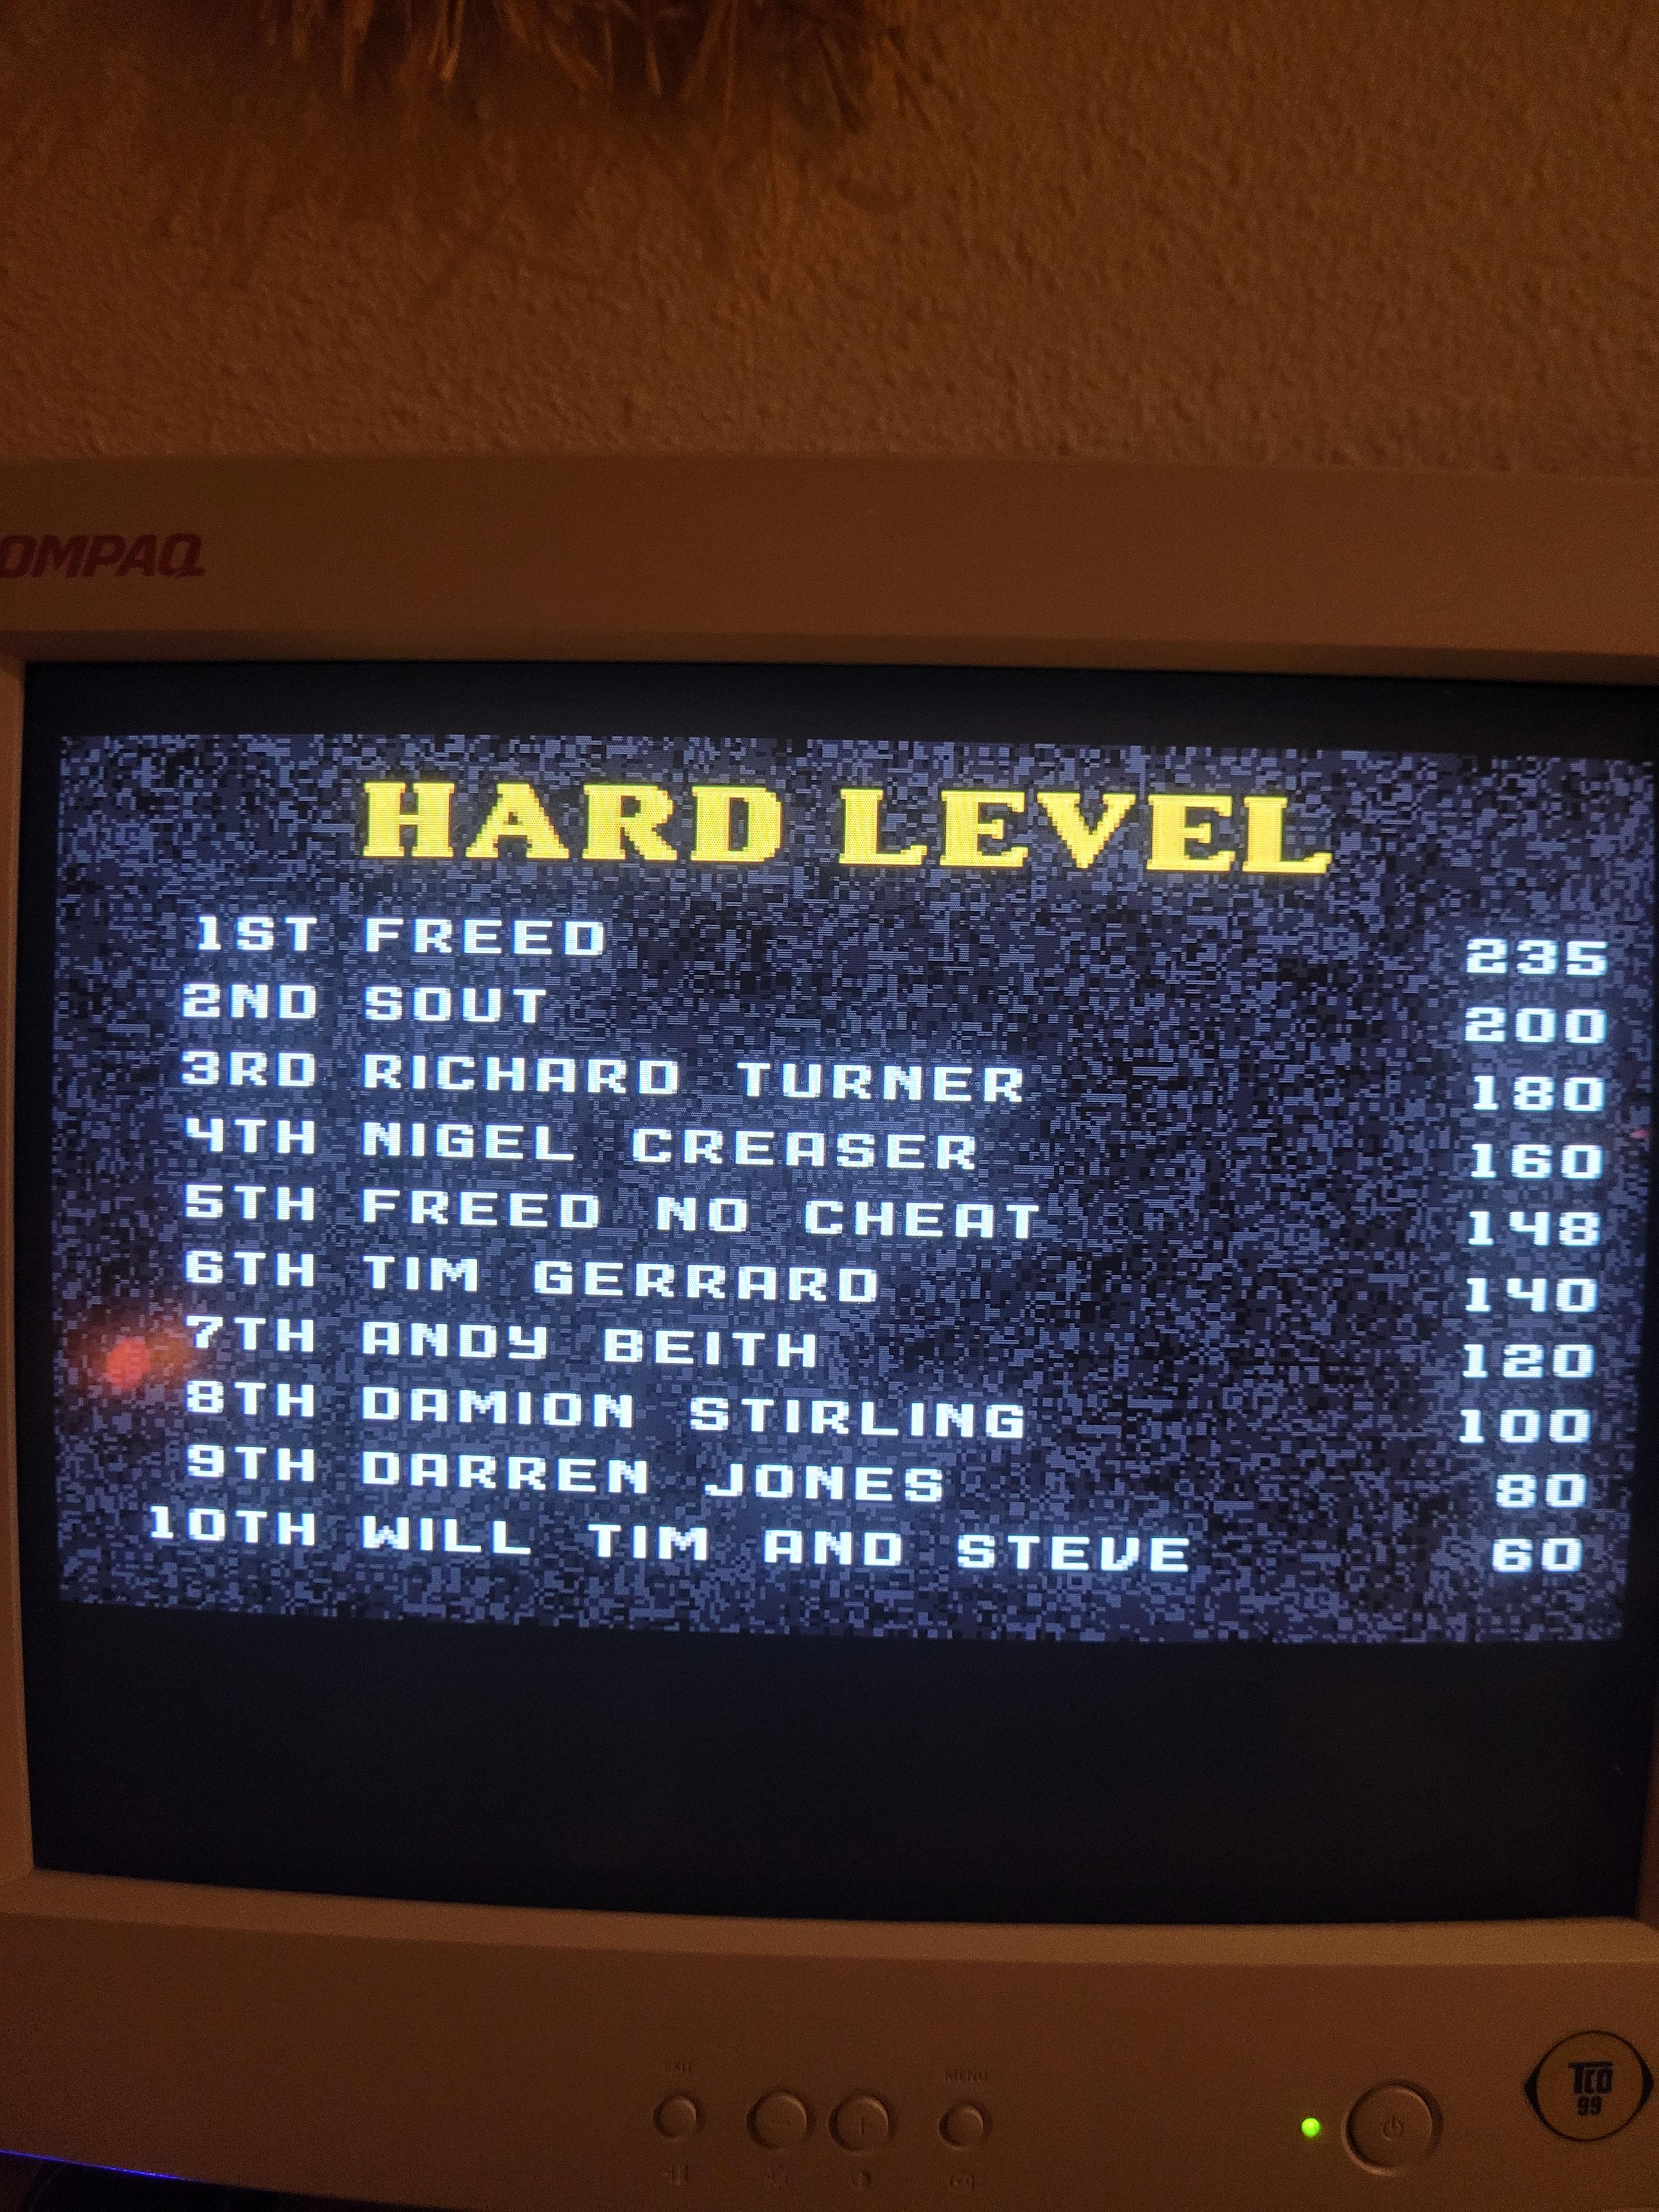 OMPAQ
HARD LEVEL
1ST FREED 235
2ND SOUT 200
3RD RICHARD TURNER 180
4TH NIGEL CREASER 160
5TH FREED NO CHEAT 148
6TH TIM GERRARD 140
7TH ANDY BEITH 120
8TH DAMION STIRLING 100
9TH DARREN JONES 80
10TH WILL TIM AND STEVE 60
EXIT MENU
TCO
99